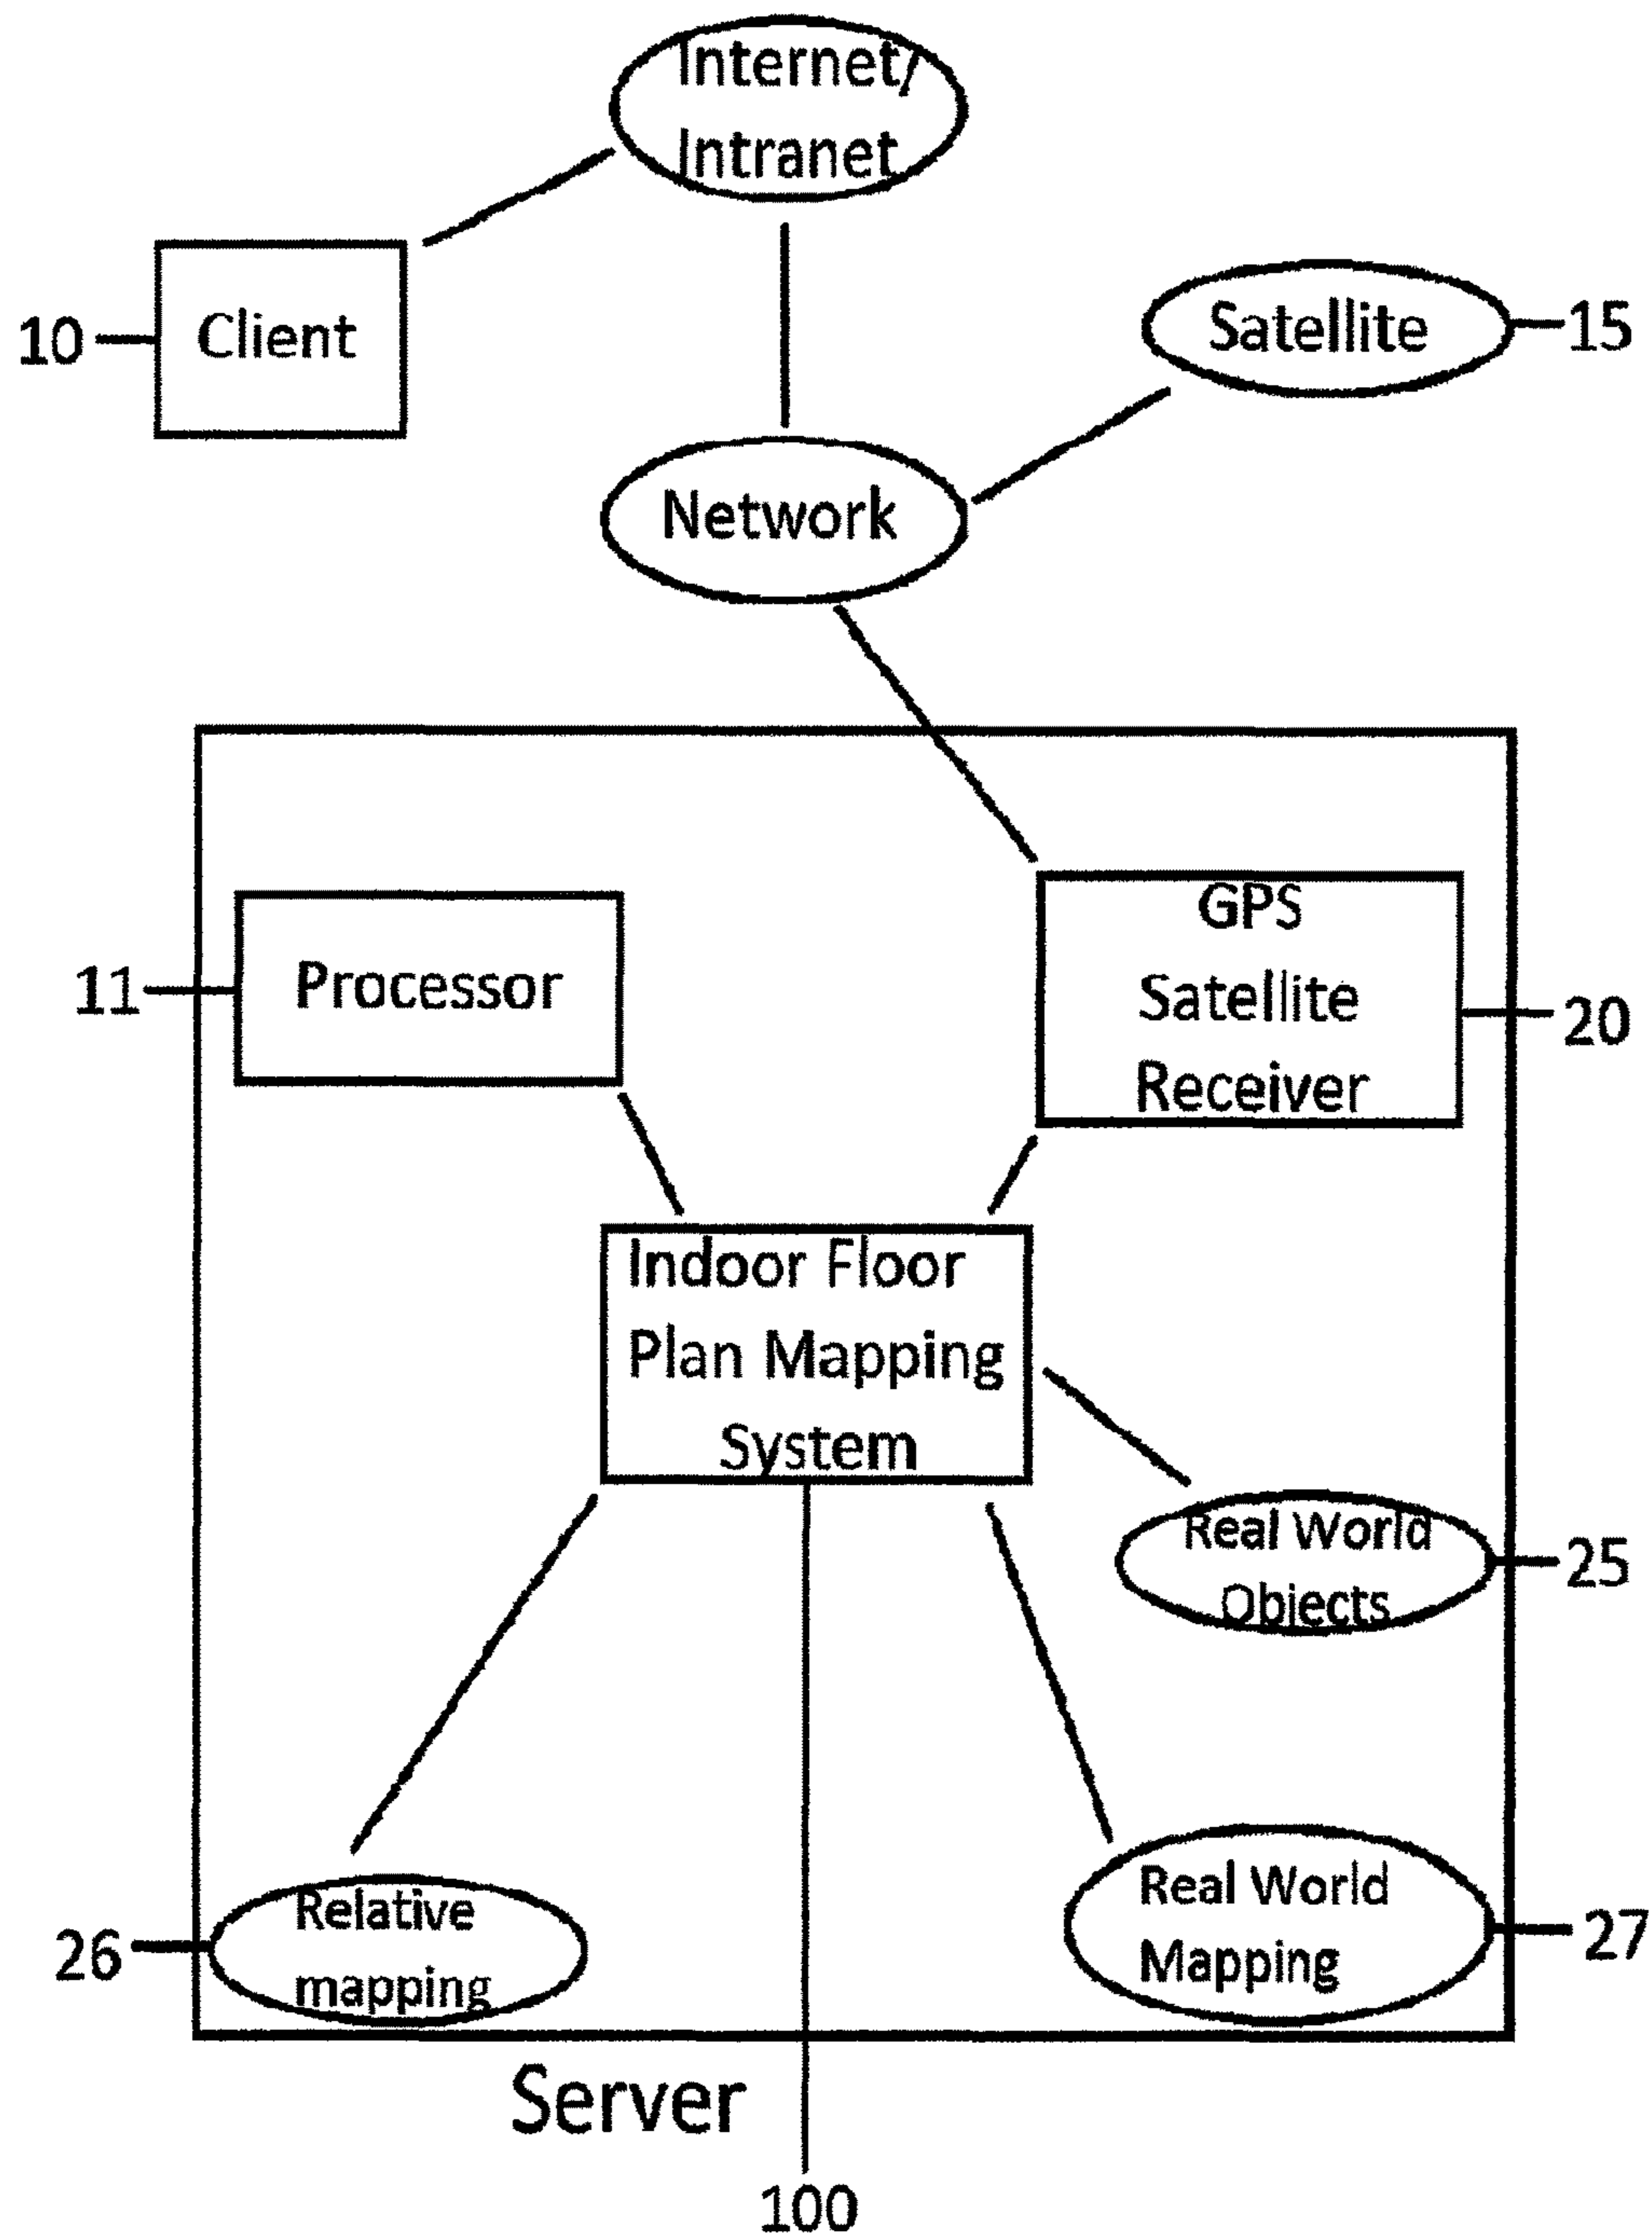 Internet/
Intranet
10
Client
Satellite
15
Network
11
Processor
GPS
Satellite
Receiver
20
Indoor Floor
Plan Mapping
System
Real World
Objects
25
26
Relative
mapping
Real World
Mapping
27
Server
100